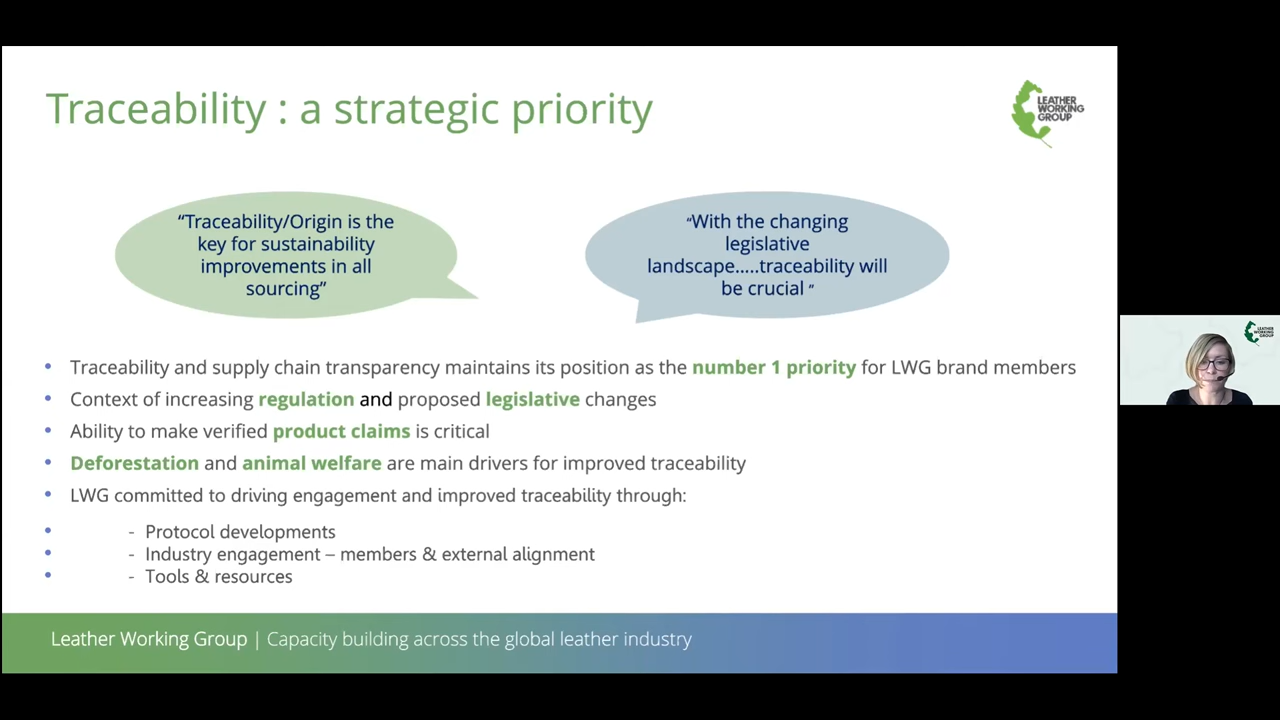 Traceability : a strategic priority
LEATHER
WORKING
GROUP
“Traceability/Origin is the
key for sustainability
improvements in all
sourcing”
“With the changing
legislative
landscape.....traceability will
be crucial ”
• Traceability and supply chain transparency maintains its position as the number 1 priority for LWG brand members
• Context of increasing regulation and proposed legislative changes
• Ability to make verified product claims is critical
• Deforestation and animal welfare are main drivers for improved traceability
• LWG committed to driving engagement and improved traceability through:
• - Protocol developments
• - Industry engagement – members & external alignment
• - Tools & resources
Leather Working Group | Capacity building across the global leather industry
LEATHER
WORKING
GROUP